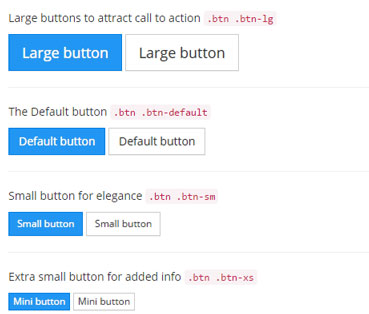 Large buttons to attract call to action .btn .btn-lg
Large button Large button
The Default button .btn .btn-default
Default button Default button
Small button for elegance .btn .btn-sm
Small button Small button
Extra small button for added info .btn .btn-xs
Mini button Mini button